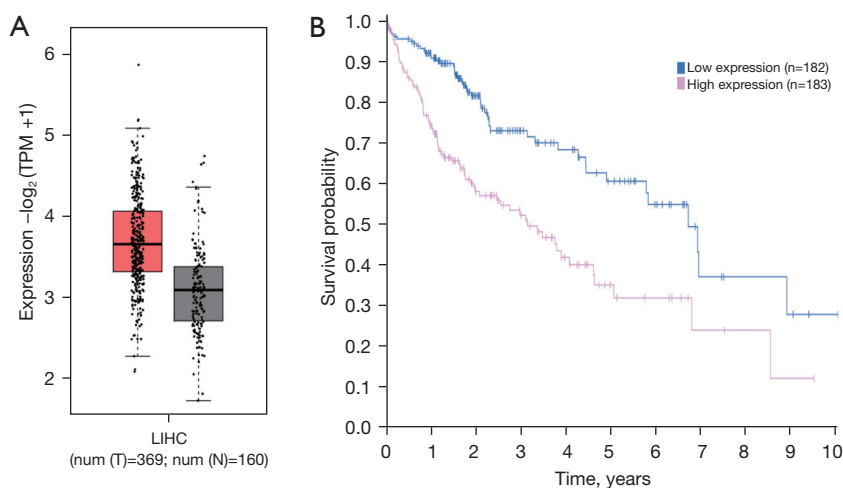 A
Expression –log2 (TPM +1)
6
5
4
3
2
LIHC
(num (T)=369; num (N)=160)
B
Survival probability
1.0
0.9
0.8
0.7
0.6
0.5
0.4
0.3
0.2
0.1
0.0
Low expression (n=182)
High expression (n=183)
0 1 2 3 4 5 6 7 8 9 10
Time, years